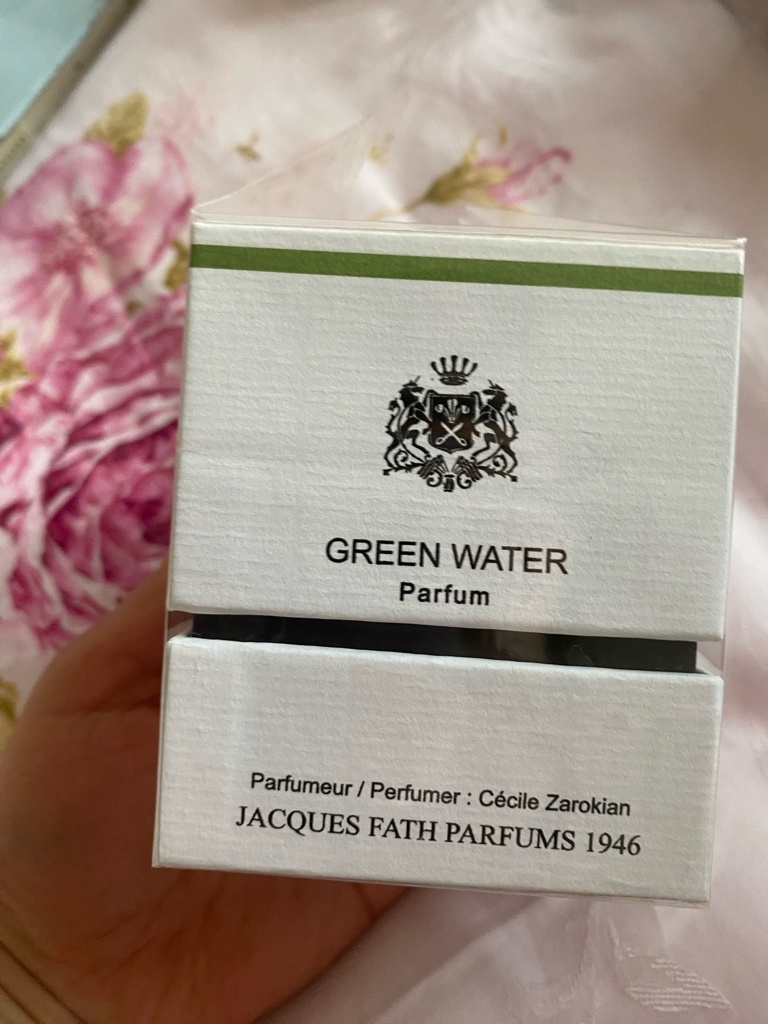 GREEN WATER
Parfum
Parfumeur / Perfumer : Cécile Zarokian
JACQUES FATH PARFUMS 1946